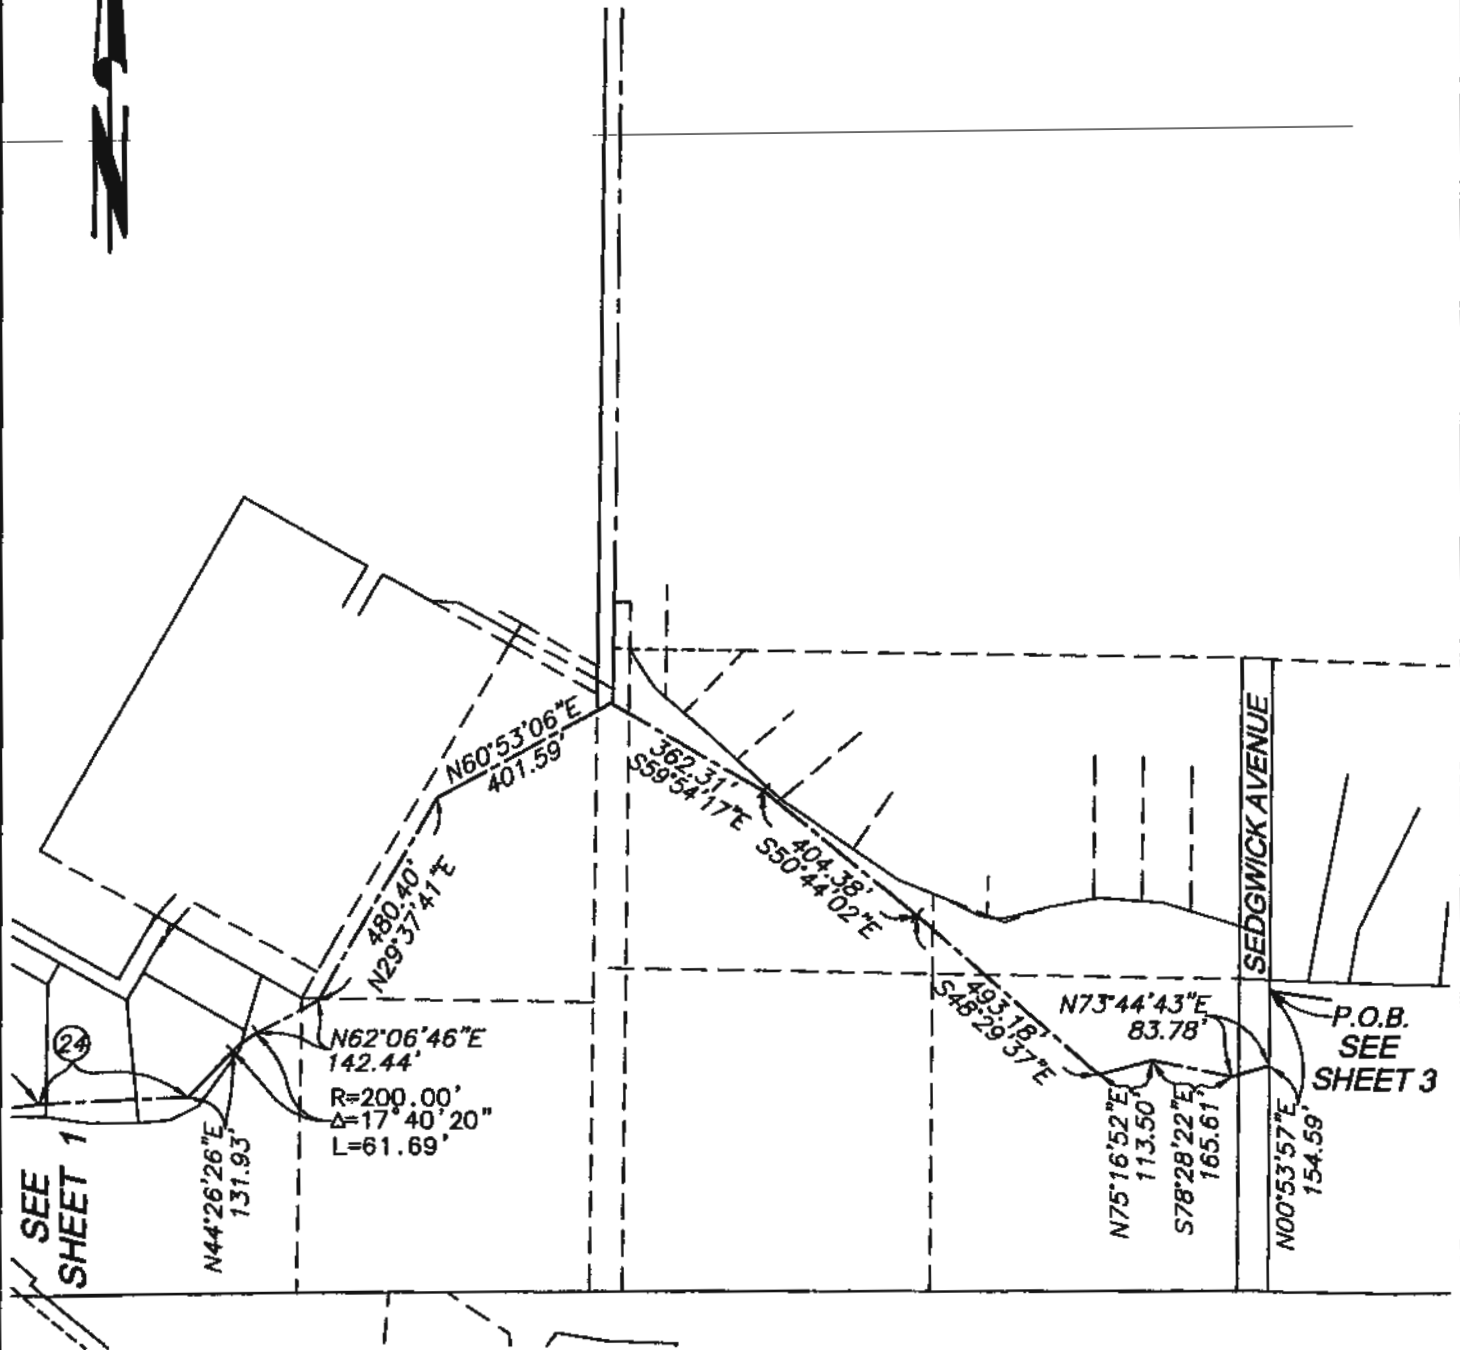 N
N60°53'06"E
401.59'
362.31'
S59°54'17"E
404.38'
S50°44'02"E
480.40'
N29°37'41"E
493.18'
S48°29'37"E
SEDGWICK AVENUE
N73°44'43"E
83.78'
P.O.B.
SEE
SHEET 3
24
N62°06'46"E
142.44'
R=200.00'
Δ=17°40'20"
L=61.69'
SEE
SHEET 1
N44°26'26"E
131.93'
N75°16'52"E
113.50'
S78°28'22"E
165.61'
N00°53'57"E
154.59'